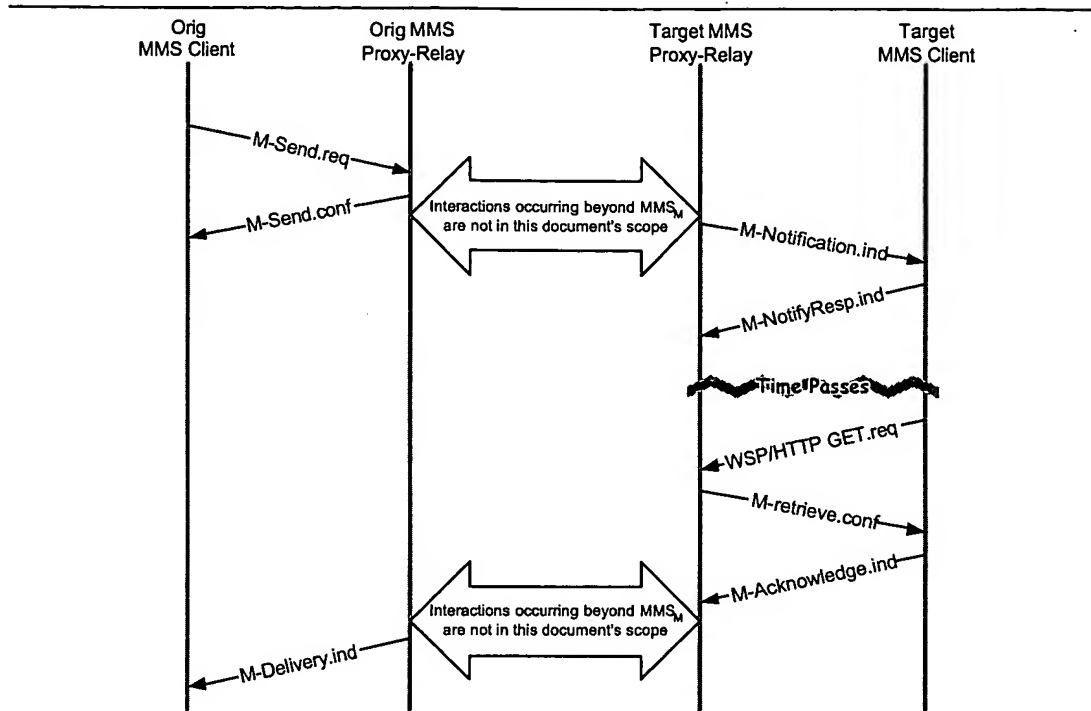 Orig
MMS Client
Orig MMS
Proxy-Relay
Target MMS
Proxy-Relay
Target
MMS Client
M-Send.req
M-Send.conf
Interactions occurring beyond MMSM
are not in this document's scope
M-Notification.ind
M-NotifyResp.ind
Time Passes
WSP/HTTP GET.req
M-retrieve.conf
M-Acknowledge.ind
Interactions occurring beyond MMSM
are not in this document's scope
M-Delivery.ind